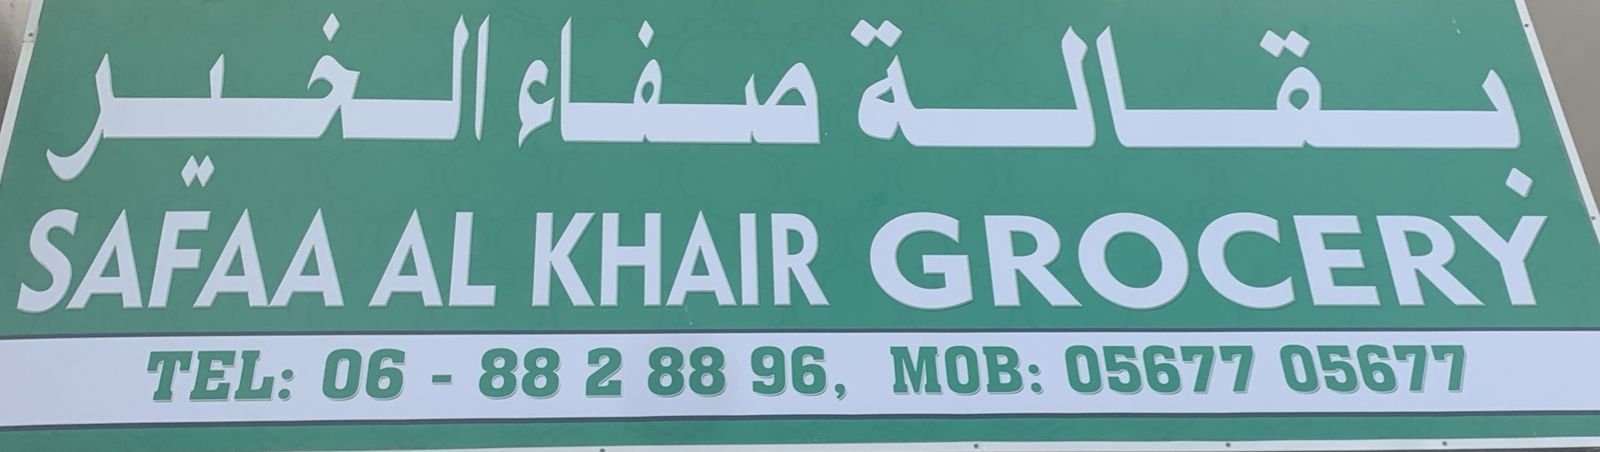 بقالة صفاء الخير
SAFAA AL KHAIR GROCERY
TEL: 06 - 88 2 88 96, MOB: 05677 05677